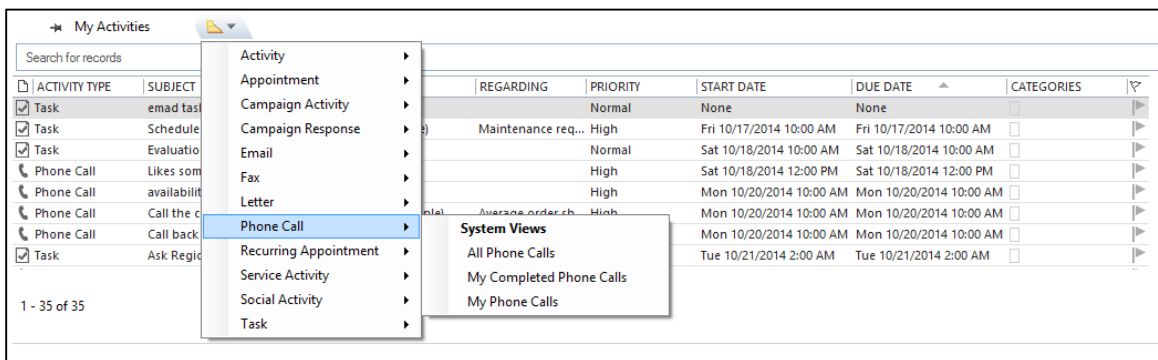 My Activities
Search for records
Activity
Appointment
Campaign Activity
Campaign Response
Email
Fax
Letter
Phone Call
Recurring Appointment
Service Activity
Social Activity
Task
System Views
All Phone Calls
My Completed Phone Calls
My Phone Calls
ACTIVITY TYPE SUBJECT REGARDING PRIORITY START DATE DUE DATE CATEGORIES
Task emad Normal None None
Task Schedule Maintenance req... High Fri 10/17/2014 10:00 AM Fri 10/17/2014 10:00 AM
Task Normal Sat 10/18/2014 10:00 AM Sat 10/18/2014 10:00 AM
Phone Call Likes High Sat 10/18/2014 12:00 PM Sat 10/18/2014 12:00 PM
Phone Call High Mon 10/20/2014 10:00 AM Mon 10/20/2014 10:00 AM
Phone Call Call the Average order High Mon 10/20/2014 10:00 AM Mon 10/20/2014 10:00 AM
Phone Call Call back Mon 10/20/2014 10:00 AM Mon 10/20/2014 10:00 AM
Task Ask Tue 10/21/2014 2:00 AM Tue 10/21/2014 2:00 AM
1 - 35 of 35